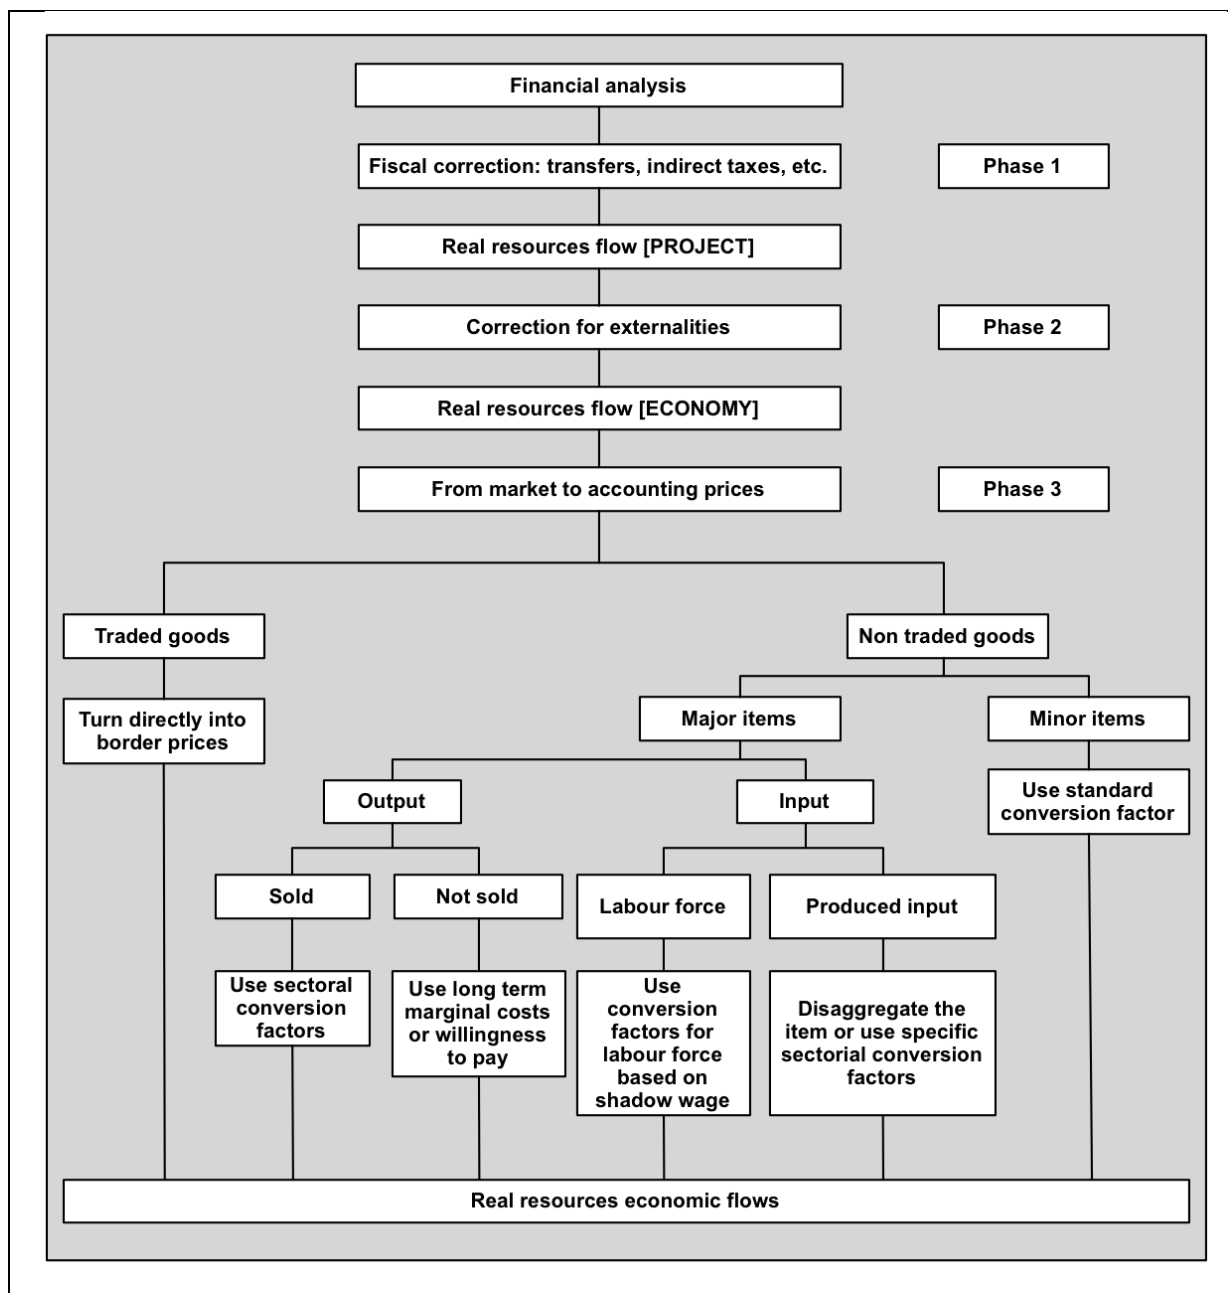 Financial analysis
Fiscal correction: transfers, indirect taxes, etc.
Phase 1
Real resources flow [PROJECT]
Correction for externalities
Phase 2
Real resources flow [ECONOMY]
From market to accounting prices
Phase 3
Traded goods
Non traded goods
Turn directly into
border prices
Major items
Minor items
Output
Input
Use standard
conversion factor
Sold
Not sold
Labour force
Produced input
Use sectoral
conversion
factors
Use long term
marginal costs
or willingness
to pay
Use
conversion
factors for
labour force
based on
shadow wage
Disaggregate the
item or use specific
sectorial conversion
factors
Real resources economic flows